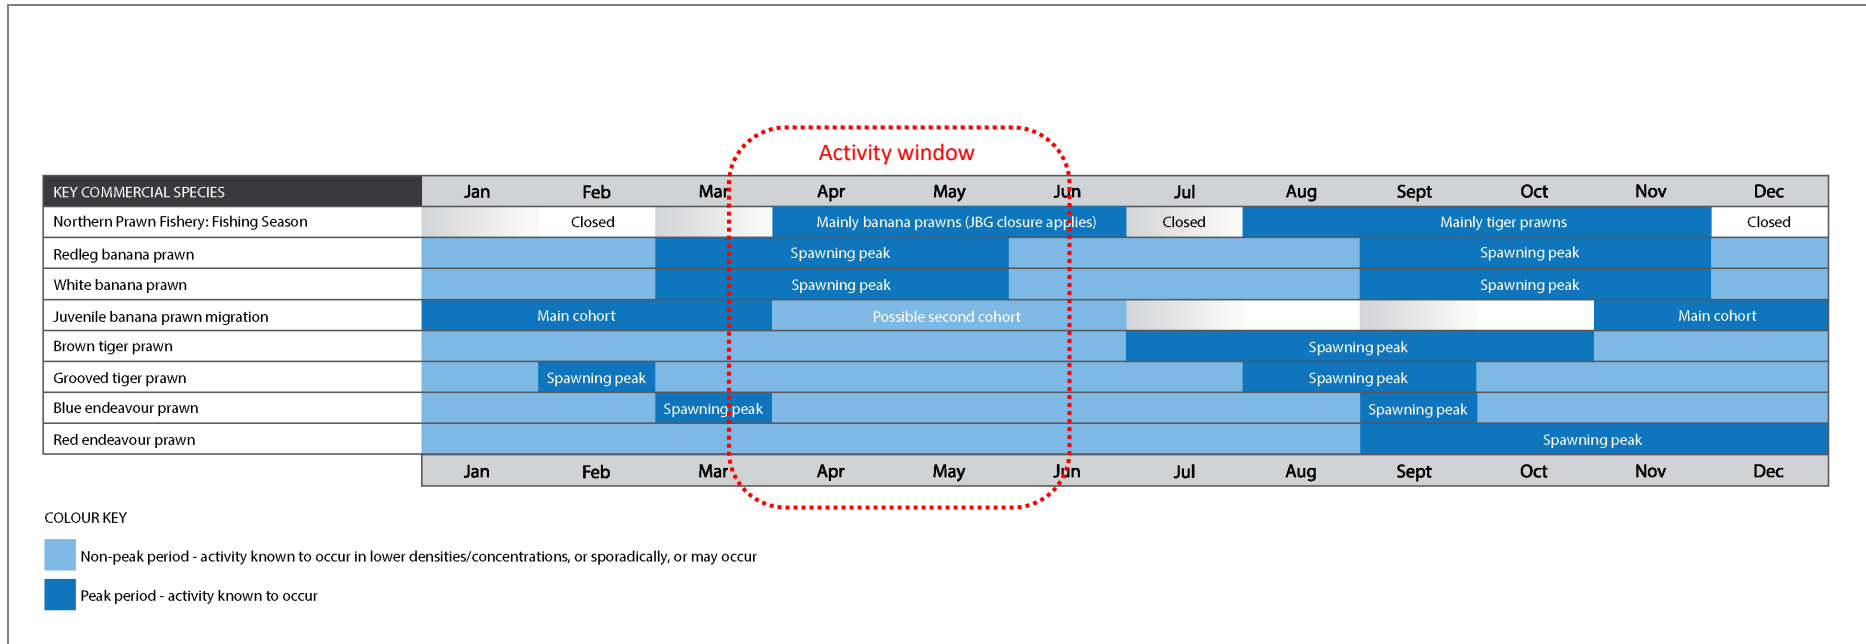 Activity window
KEY COMMERCIAL SPECIES Jan Feb Mar Apr May Jun Jul Aug Sept Oct Nov Dec
Northern Prawn Fishery: Fishing Season Closed Mainly banana prawns (JBG closure applies) Closed Mainly tiger prawns Closed
Redleg banana prawn Spawning peak Spawning peak
White banana prawn Spawning peak Spawning peak
Juvenile banana prawn migration Main cohort Possible second cohort Main cohort
Brown tiger prawn Spawning peak
Grooved tiger prawn Spawning peak Spawning peak
Blue endeavour prawn Spawning peak Spawning peak
Red endeavour prawn Spawning peak
Jan Feb Mar Apr May Jun Jul Aug Sept Oct Nov Dec
COLOUR KEY
Non-peak period - activity known to occur in lower densities/concentrations, or sporadically, or may occur
Peak period - activity known to occur